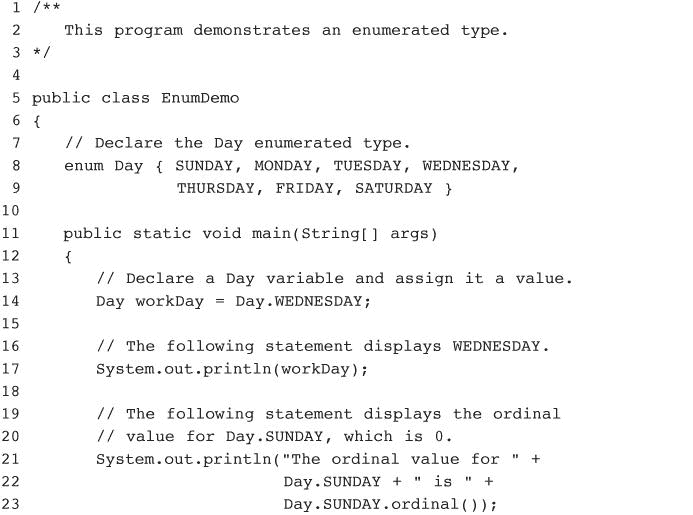 1 /**
2    This program demonstrates an enumerated type.
3 */
4
5 public class EnumDemo
6 {
7    // Declare the Day enumerated type.
8    enum Day { SUNDAY, MONDAY, TUESDAY, WEDNESDAY,
9               THURSDAY, FRIDAY, SATURDAY }
10
11    public static void main(String[] args)
12    {
13       // Declare a Day variable and assign it a value.
14       Day workDay = Day.WEDNESDAY;
15
16       // The following statement displays WEDNESDAY.
17       System.out.println(workDay);
18
19       // The following statement displays the ordinal
20       // value for Day.SUNDAY, which is 0.
21       System.out.println("The ordinal value for " +
22                          Day.SUNDAY + " is " +
23                          Day.SUNDAY.ordinal());